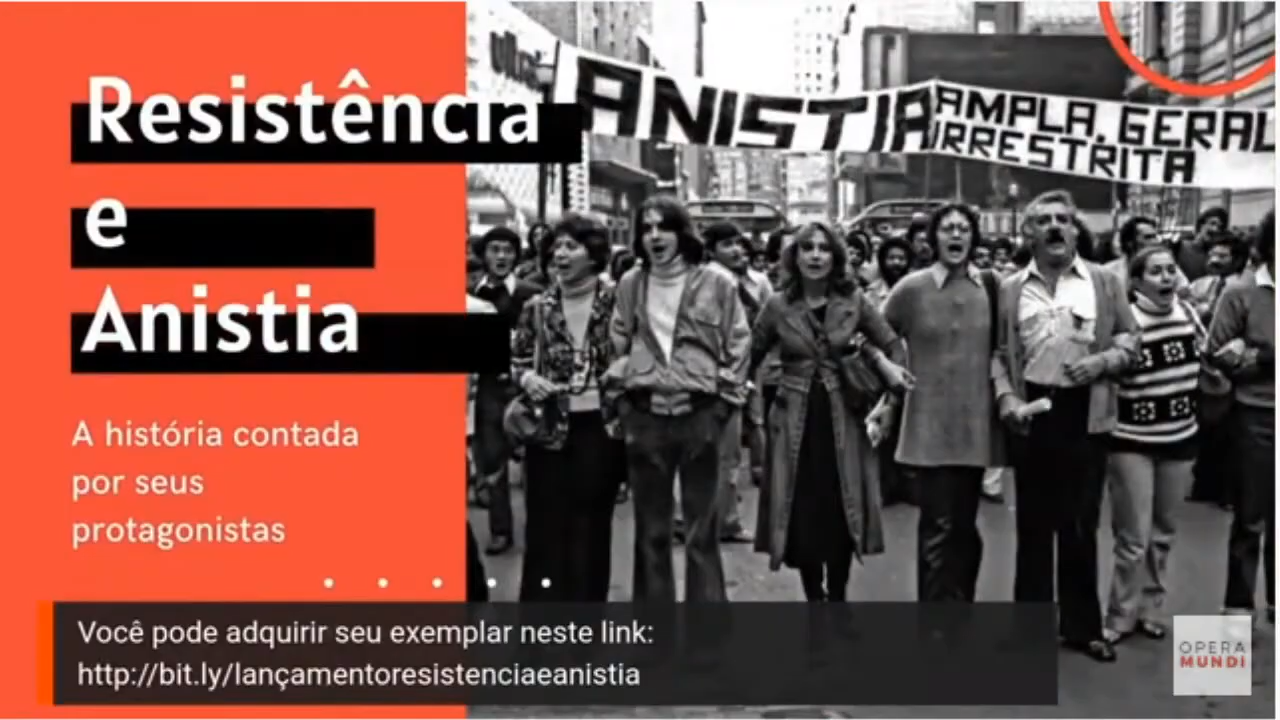 Resistência
e
Anistia
A história contada
por seus
protagonistas
ANISTIA AMPLA, GERAL
IRRESTRITA
Você pode adquirir seu exemplar neste link:
http://bit.ly/lançamentoresistenciaeanistia
OPERA
MUNDI